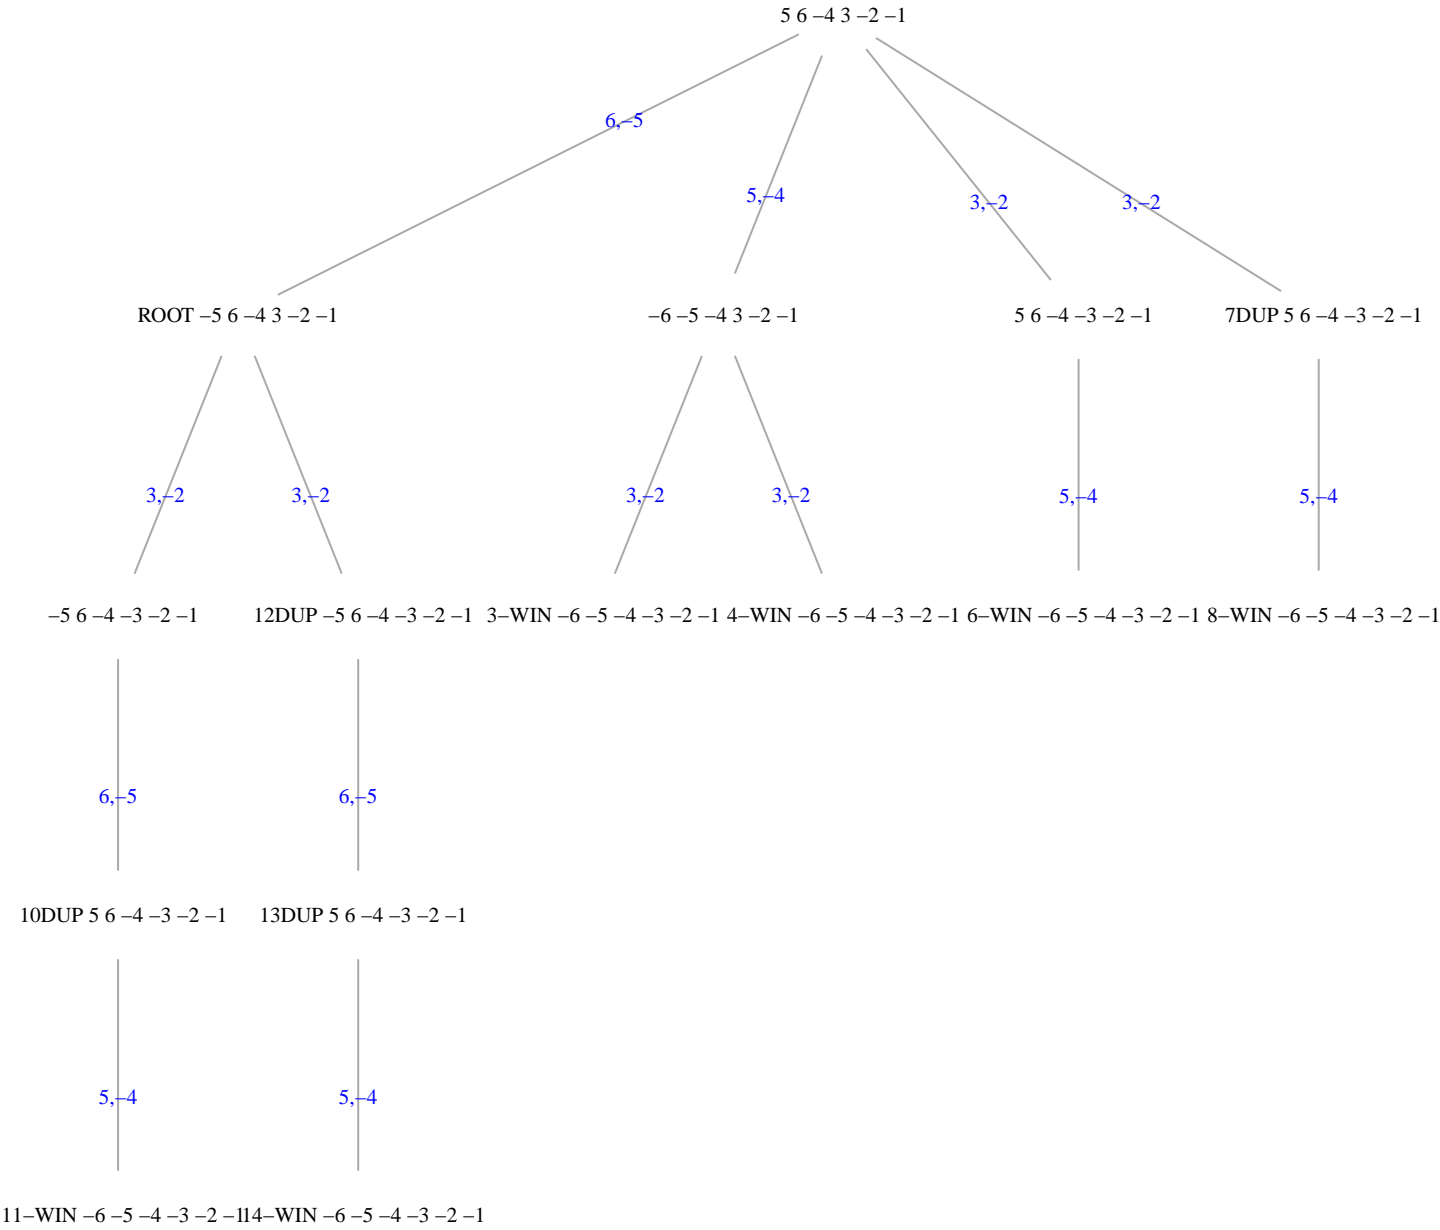 5 6 –4 3 –2 –1
6,–5
5,–4
3,–2
3,–2
ROOT –5 6 –4 3 –2 –1
–6 –5 –4 3 –2 –1
5 6 –4 –3 –2 –1
7DUP 5 6 –4 –3 –2 –1
3,–2
3,–2
3,–2
3,–2
5,–4
5,–4
–5 6 –4 –3 –2 –1
12DUP –5 6 –4 –3 –2 –1
3–WIN –6 –5 –4 –3 –2 –1
4–WIN –6 –5 –4 –3 –2 –1
6–WIN –6 –5 –4 –3 –2 –1
8–WIN –6 –5 –4 –3 –2 –1
6,–5
6,–5
10DUP 5 6 –4 –3 –2 –1
13DUP 5 6 –4 –3 –2 –1
5,–4
5,–4
11–WIN –6 –5 –4 –3 –2 –1
14–WIN –6 –5 –4 –3 –2 –1